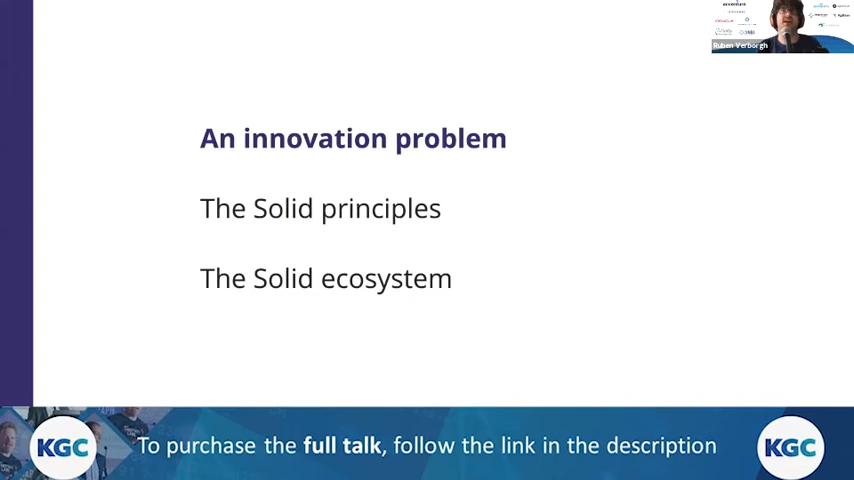 accenture
Ruben Verborgh
An innovation problem
The Solid principles
The Solid ecosystem
KGC
To purchase the full talk, follow the link in the description
KGC